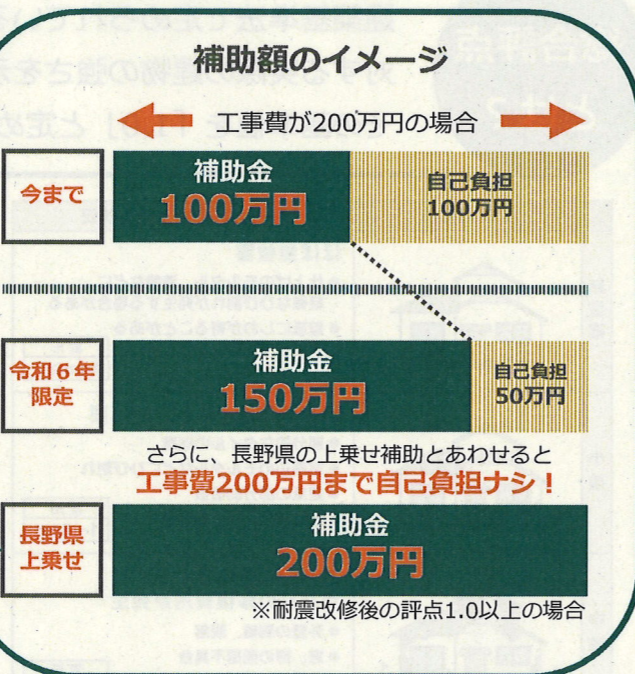 補助額のイメージ
工事費が200万円の場合
今まで
補助金
100万円
自己負担
100万円
令和6年
限定
補助金
150万円
自己負担
50万円
さらに、長野県の上乗せ補助とあわせると
工事費200万円まで自己負担ナシ！
長野県
上乗せ
補助金
200万円
※耐震改修後の評点1.0以上の場合